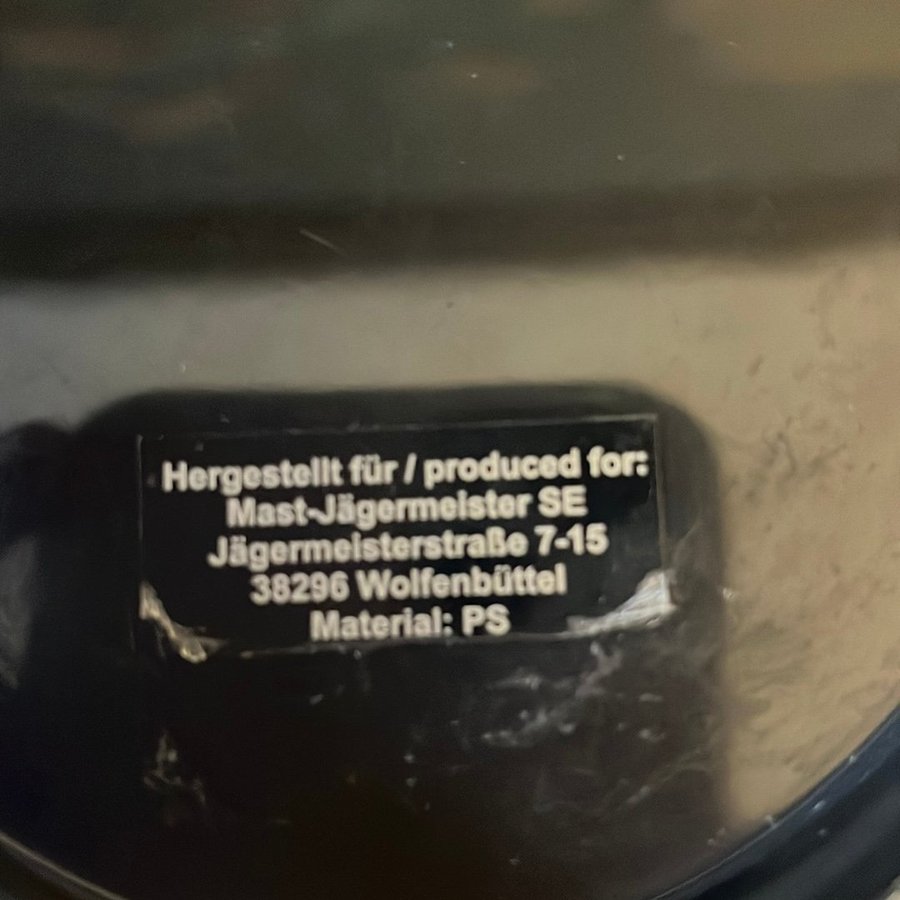 Hergestellt für / produced for:
Mast-Jägermeister SE
Jägermeisterstraße 7-15
38296 Wolfenbüttel
Material: PS